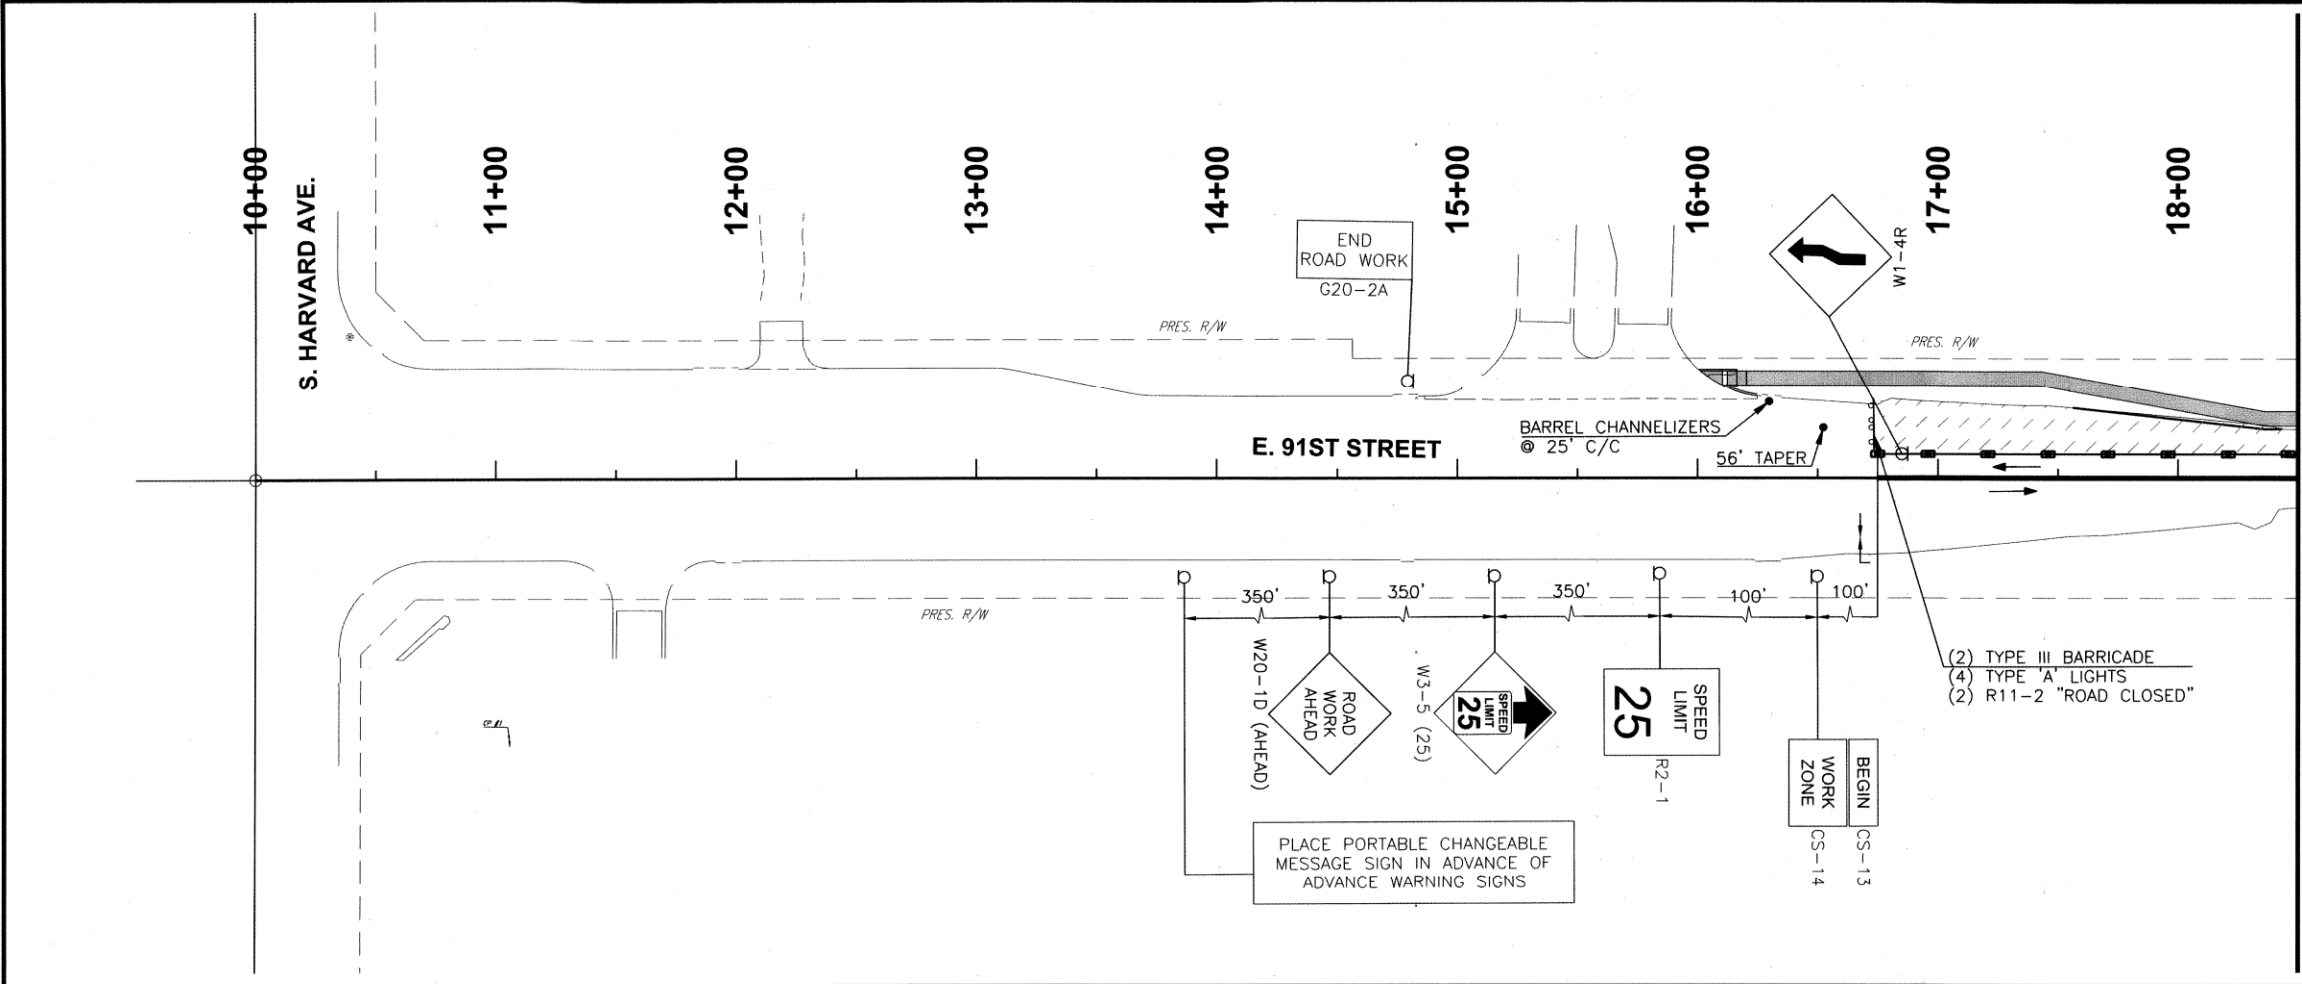 10+00
11+00
12+00
13+00
14+00
15+00
16+00
17+00
18+00
S. HARVARD AVE.
END
ROAD WORK
G20-2A
W1-4R
PRES. R/W
PRES. R/W
BARREL CHANNELIZERS
@ 25' C/C
56' TAPER
E. 91ST STREET
PRES. R/W
350'
350'
350'
100'
100'
W20-1D (AHEAD)
ROAD
WORK
AHEAD
W3-5 (25)
SPEED
LIMIT
25
SPEED
LIMIT
25
R2-1
BEGIN
CS-13
WORK
ZONE
CS-14
(2) TYPE III BARRICADE
(4) TYPE 'A' LIGHTS
(2) R11-2 "ROAD CLOSED"
PLACE PORTABLE CHANGEABLE
MESSAGE SIGN IN ADVANCE OF
ADVANCE WARNING SIGNS